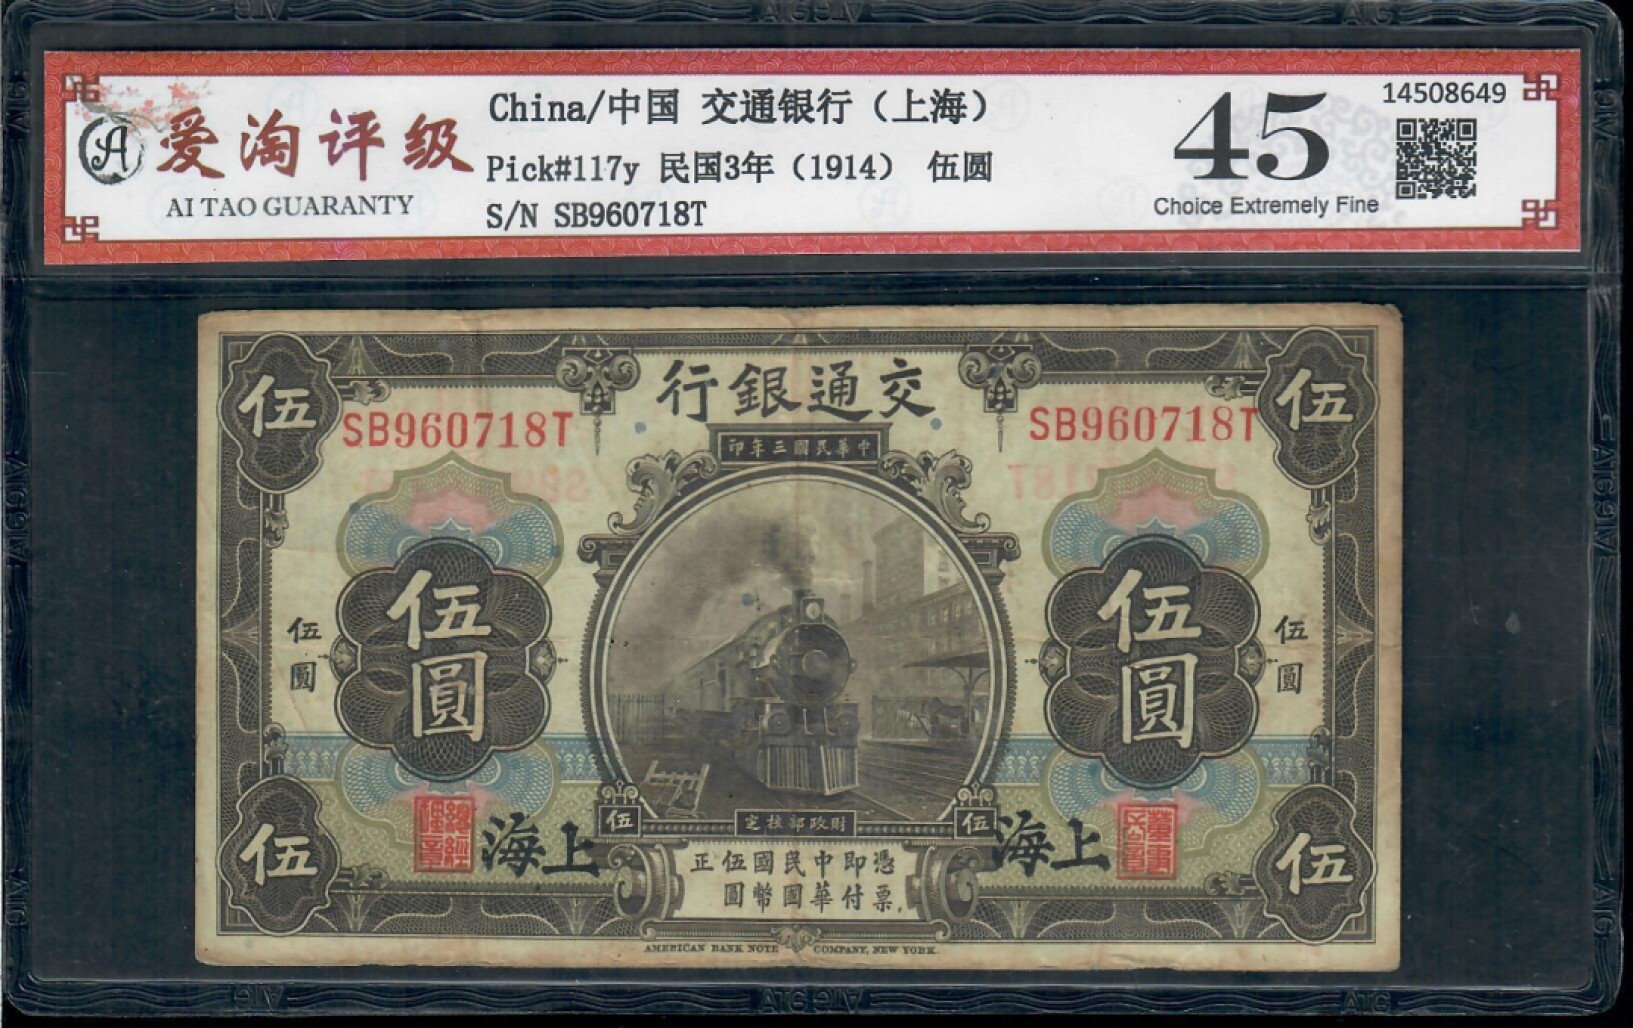 爱淘评级
AI TAO GUARANTY
China/中国 交通银行（上海）
Pick#117y 民国3年（1914） 伍圆
S/N SB960718T
45
Choice Extremely Fine
14508649
行銀通交
印年三國民華中
伍
伍
SB960718T
SB960718T
伍圓
伍圓
伍圓
伍圓
定核部政財
伍
伍
海上
海上
伍
伍
正伍國民中即憑
圓幣國華付票
AMERICAN BANK NOTE COMPANY, NEW YORK.